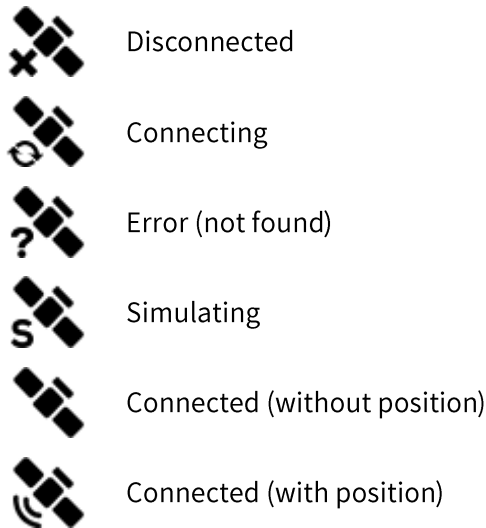 Disconnected
Connecting
? Error (not found)
S Simulating
Connected (without position)
Connected (with position)